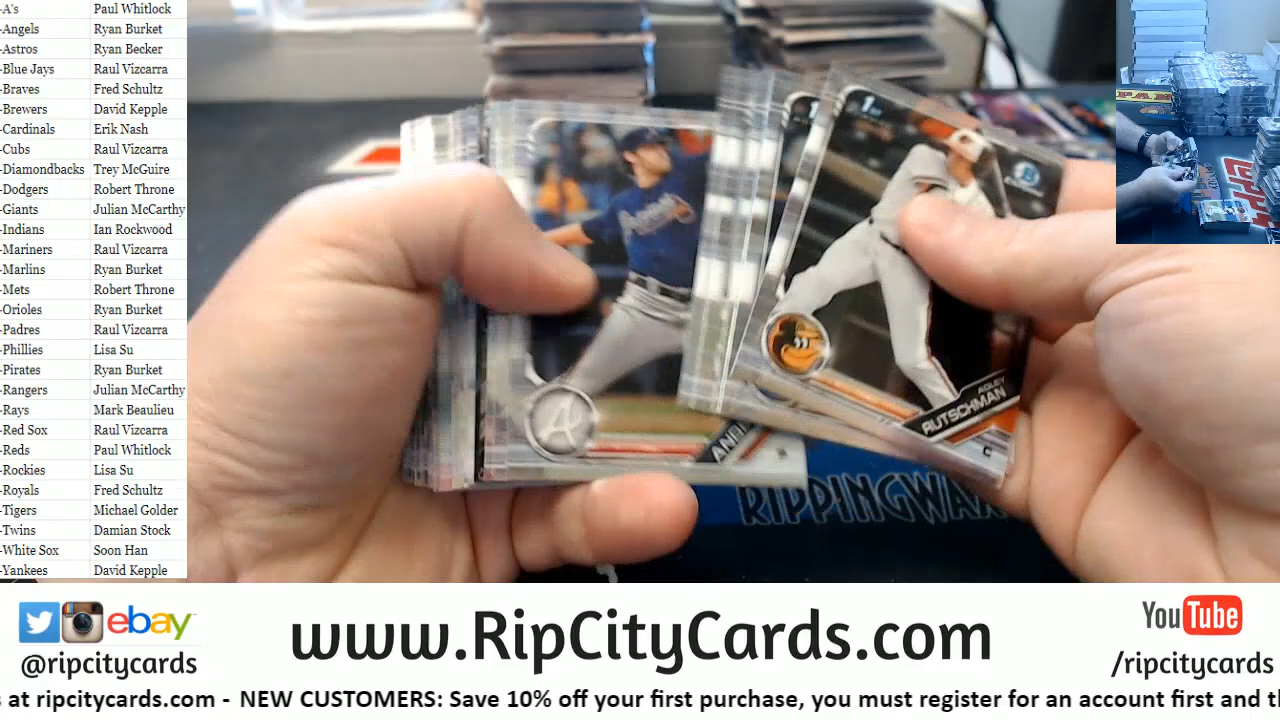 -A's Paul Whitlock
-Angels Ryan Burket
-Astros Ryan Becker
-Blue Jays Raul Vizcarra
-Braves Fred Schultz
-Brewers David Kepple
-Cardinals Erik Nash
-Cubs Raul Vizcarra
-Diamondbacks Trey McGuire
-Dodgers Robert Throne
-Giants Julian McCarthy
-Indians Ian Rockwood
-Mariners Raul Vizcarra
-Marlins Ryan Burket
-Mets Robert Throne
-Orioles Ryan Burket
-Padres Raul Vizcarra
-Phillies Lisa Su
-Pirates Ryan Burket
-Rangers Julian McCarthy
-Rays Mark Beaulieu
-Red Sox Raul Vizcarra
-Reds Paul Whitlock
-Rockies Lisa Su
-Royals Fred Schultz
-Tigers Michael Golder
-Twins Damian Stock
-White Sox Soon Han
-Yankees David Kepple
1st
B
ADLEY
RUTSCHMAN
C
A
RIPPINGWA
ebay
@ripcitycards
www.RipCityCards.com
YouTube
/ripcitycards
s at ripcitycards.com - NEW CUSTOMERS: Save 10% off your first purchase, you must register for an account first and th